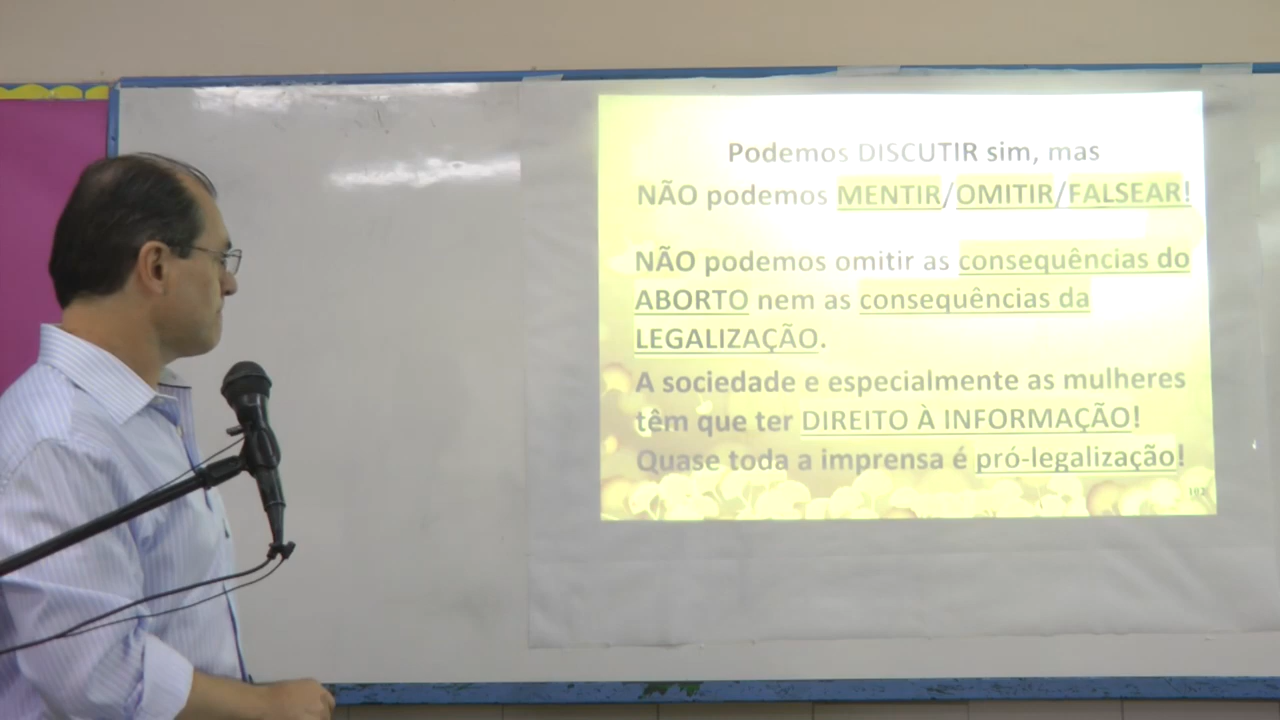 Podemos DISCUTIR sim, mas
NÃO podemos MENTIR/OMITIR/FALSEAR!
NÃO podemos omitir as consequências do
ABORTO nem as consequências da
LEGALIZAÇÃO.
A sociedade e especialmente as mulheres
têm que ter DIREITO À INFORMAÇÃO!
Quase toda a imprensa é pró-legalização!